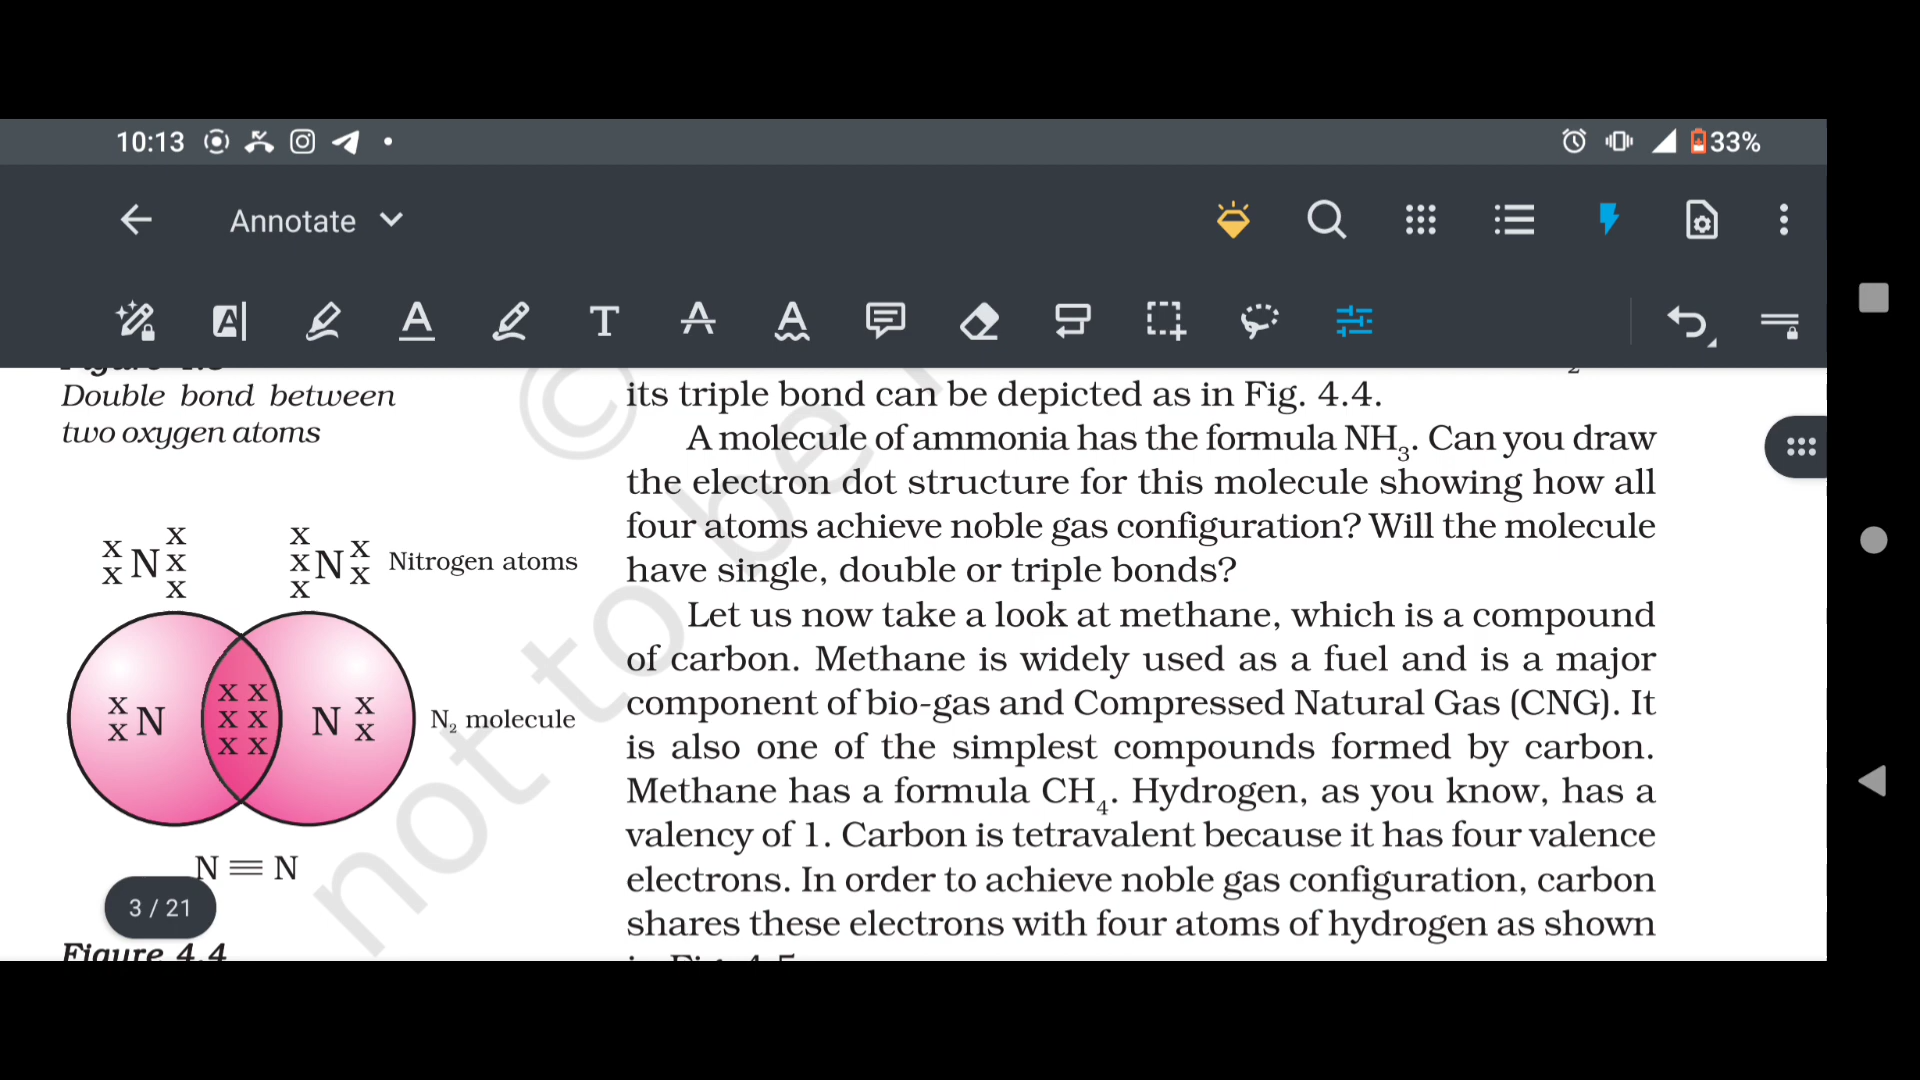 10:13
33%
Annotate
Double bond between
two oxygen atoms
x x
x N x
x x
x x
x N x
x x
Nitrogen atoms
x x x x
x N x x N x
x x x
N₂ molecule
N ≡ N
3 / 21
Figure 4.4
its triple bond can be depicted as in Fig. 4.4.
A molecule of ammonia has the formula NH₃. Can you draw
the electron dot structure for this molecule showing how all
four atoms achieve noble gas configuration? Will the molecule
have single, double or triple bonds?
Let us now take a look at methane, which is a compound
of carbon. Methane is widely used as a fuel and is a major
component of bio-gas and Compressed Natural Gas (CNG). It
is also one of the simplest compounds formed by carbon.
Methane has a formula CH₄. Hydrogen, as you know, has a
valency of 1. Carbon is tetravalent because it has four valence
electrons. In order to achieve noble gas configuration, carbon
shares these electrons with four atoms of hydrogen as shown
© not to be